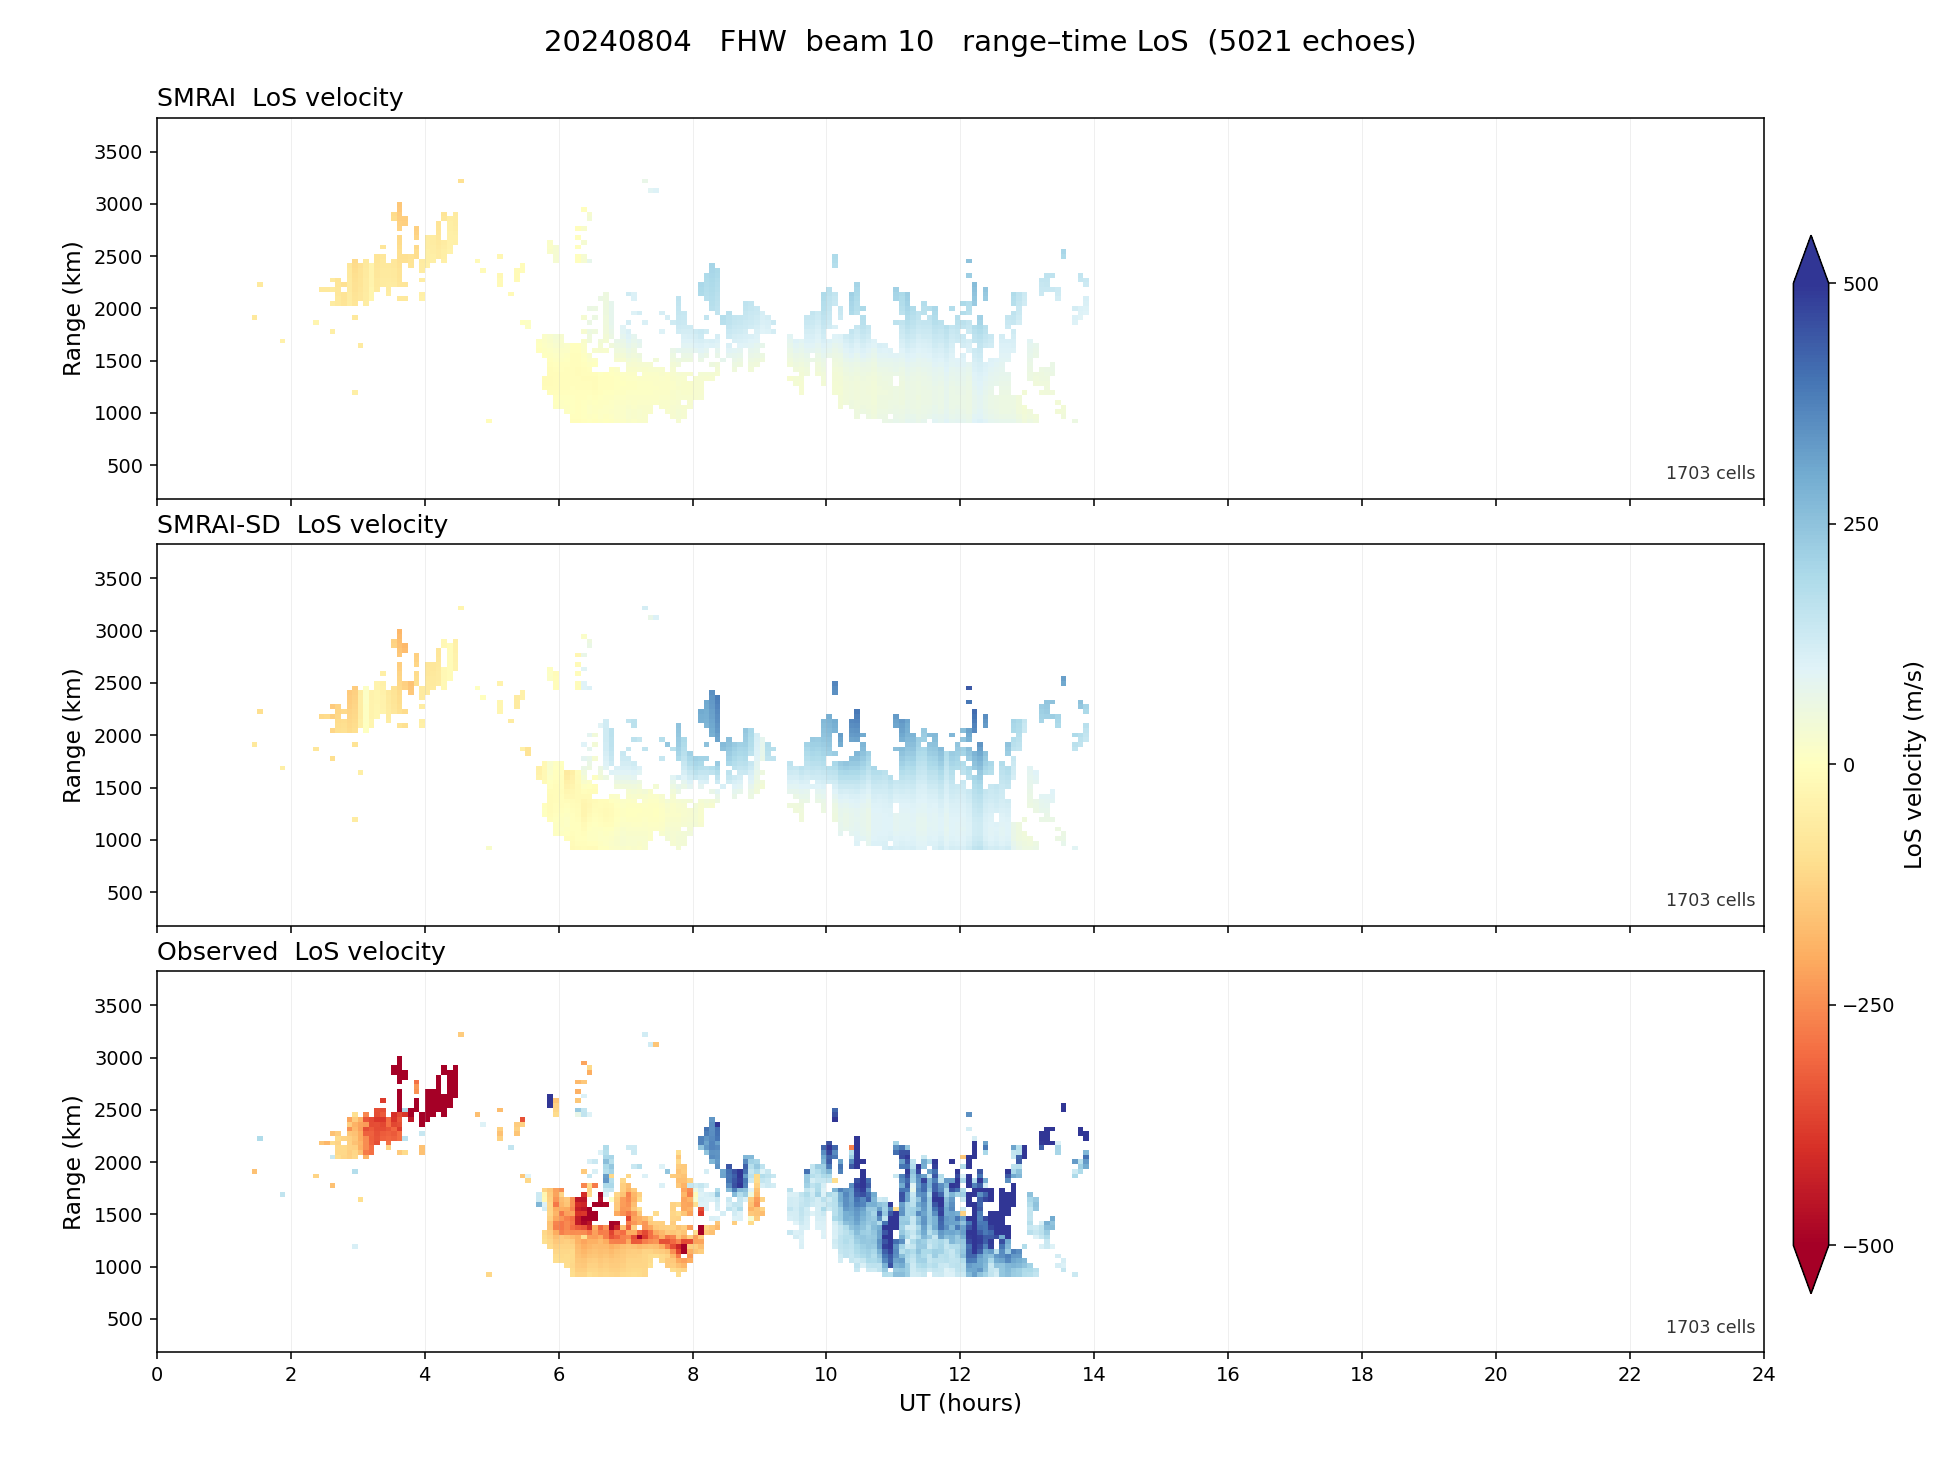 20240804 FHW beam 10 range–time LoS (5021 echoes)
SMRAI LoS velocity
3500
3000
2500
2000
1500
1000
500
Range (km)
1703 cells
SMRAI-SD LoS velocity
3500
3000
2500
2000
1500
1000
500
Range (km)
1703 cells
Observed LoS velocity
3500
3000
2500
2000
1500
1000
500
Range (km)
1703 cells
0 2 4 6 8 10 12 14 16 18 20 22 24
UT (hours)
500
250
0
−250
−500
LoS velocity (m/s)